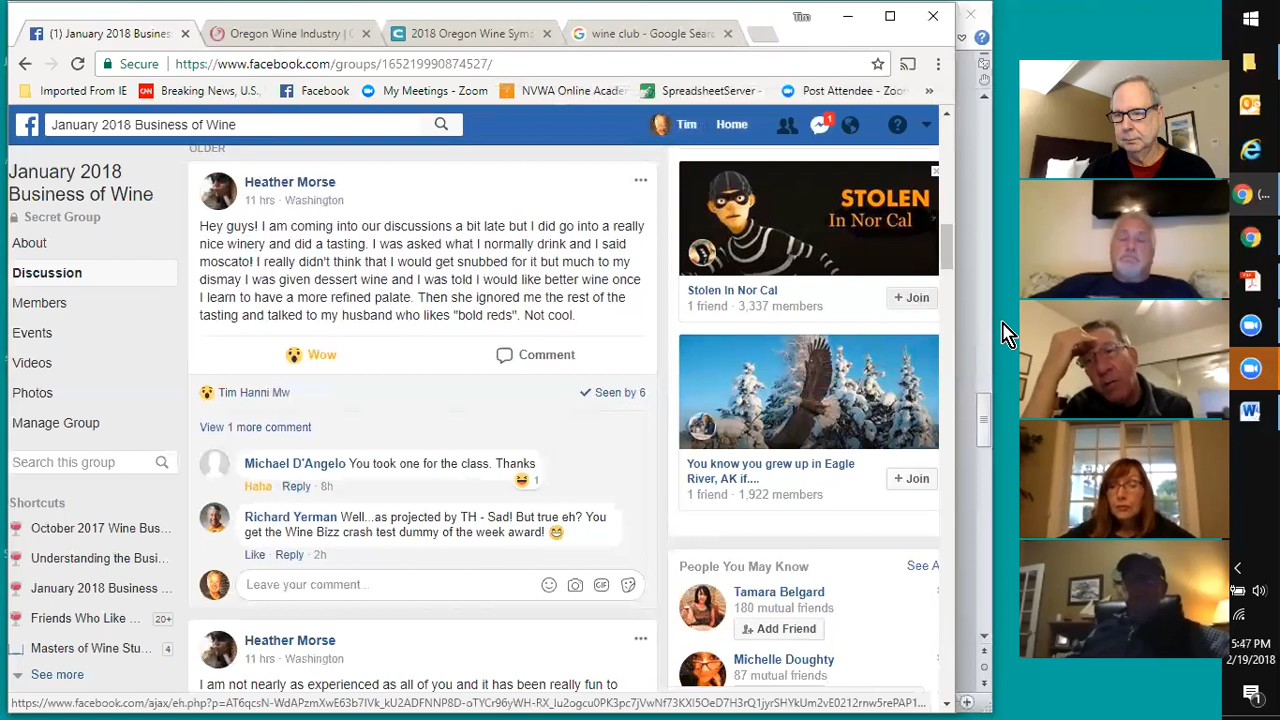 Tim
(1) January 2018 Busines
Oregon Wine Industry | O
2018 Oregon Wine Symp
wine club - Google Searc
Secure
https://www.facebook.com/groups/165219990874527/
Imported From IE
CNN
Breaking News, U.S.
Facebook
My Meetings - Zoom
NVWA Online Academ
SpreadsheetServer -
Post Attendee - Zoo
January 2018 Business of Wine
Tim
Home
1
OLDER
January 2018
Business of Wine
Secret Group
About
Discussion
Members
Events
Videos
Photos
Manage Group
Search this group
Shortcuts
October 2017 Wine Bus...
Understanding the Busi...
January 2018 Business ...
Friends Who Like ...
20+
Masters of Wine Stu...
4
See more
Heather Morse
11 hrs · Washington
Hey guys! I am coming into our discussions a bit late but I did go into a really
nice winery and did a tasting. I was asked what I normally drink and I said
moscato! I really didn't think that I would get snubbed for it but much to my
dismay I was given dessert wine and I was told I would like better wine once
I learn to have a more refined palate. Then she ignored me the rest of the
tasting and talked to my husband who likes "bold reds". Not cool.
Wow
Comment
Tim Hanni Mw
Seen by 6
View 1 more comment
Michael D'Angelo You took one for the class. Thanks
1
Haha · Reply · 8h
Richard Yerman Well...as projected by TH - Sad! But true eh? You
get the Wine Bizz crash test dummy of the week award!
Like · Reply · 2h
Leave your comment...
GIF
Heather Morse
11 hrs · Washington
I am not nearly as experienced as all of you and it has been really fun to
STOLEN
In Nor Cal
Stolen In Nor Cal
1 friend · 3,337 members
+ Join
You know you grew up in Eagle
River, AK if....
1 friend · 1,922 members
+ Join
People You May Know
See A
Tamara Belgard
180 mutual friends
Add Friend
Michelle Doughty
87 mutual friends
(...
5:47 PM
2/19/2018
1